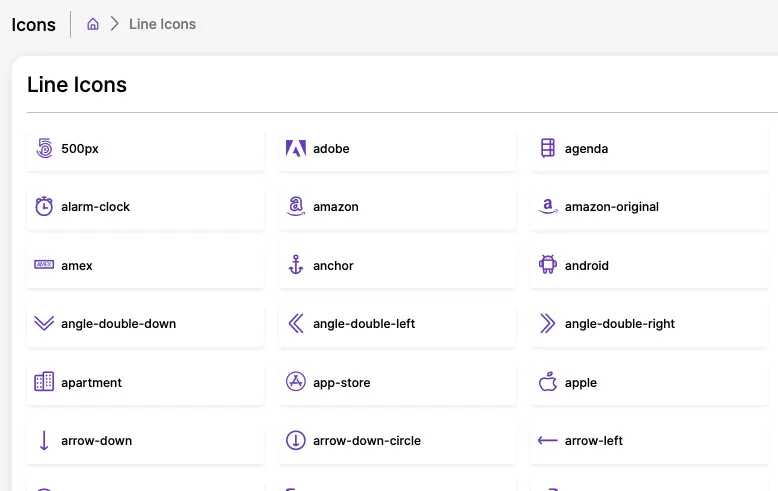 Icons Line Icons
Line Icons
500px adobe agenda
alarm-clock amazon amazon-original
AMEX amex anchor android
angle-double-down angle-double-left angle-double-right
apartment app-store apple
arrow-down arrow-down-circle arrow-left